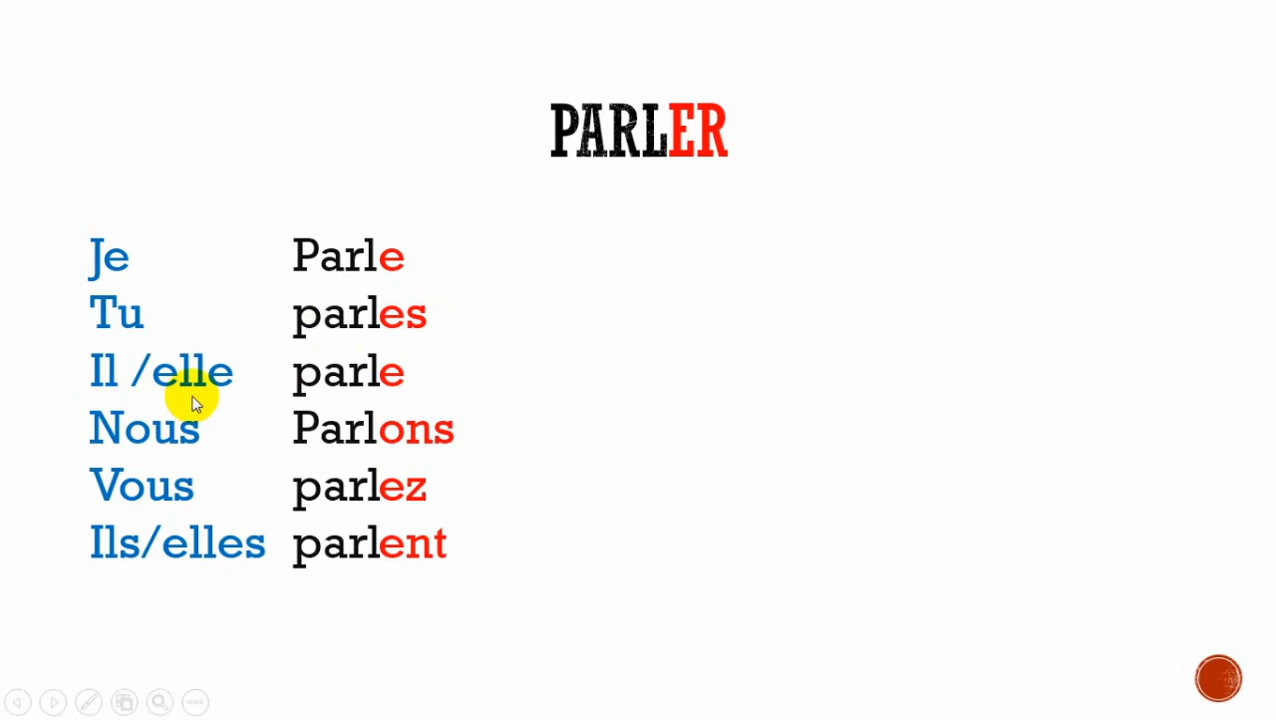 PARLER
Je Parle
Tu parles
Il /elle parle
Nous Parlons
Vous parlez
Ils/elles parlent